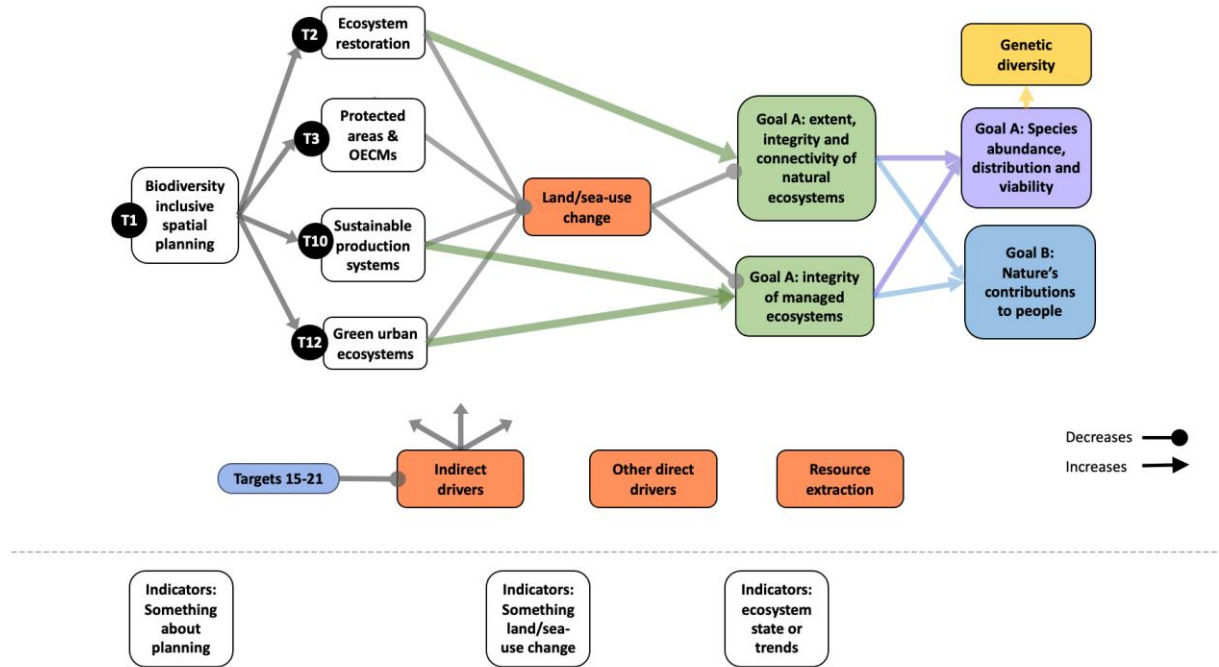 T2
Ecosystem
restoration
Genetic
diversity
T3
Protected
areas &
OECMs
Goal A: extent,
integrity and
connectivity of
natural
ecosystems
Goal A: Species
abundance,
distribution and
viability
T1
Biodiversity
inclusive
spatial
planning
Land/sea-use
change
T10
Sustainable
production
systems
Goal B:
Nature’s
contributions
to people
Goal A: integrity
of managed
ecosystems
T12
Green urban
ecosystems
Decreases
Increases
Targets 15-21
Indirect
drivers
Other direct
drivers
Resource
extraction
Indicators:
Something
about
planning
Indicators:
Something
land/sea-
use change
Indicators:
ecosystem
state or
trends